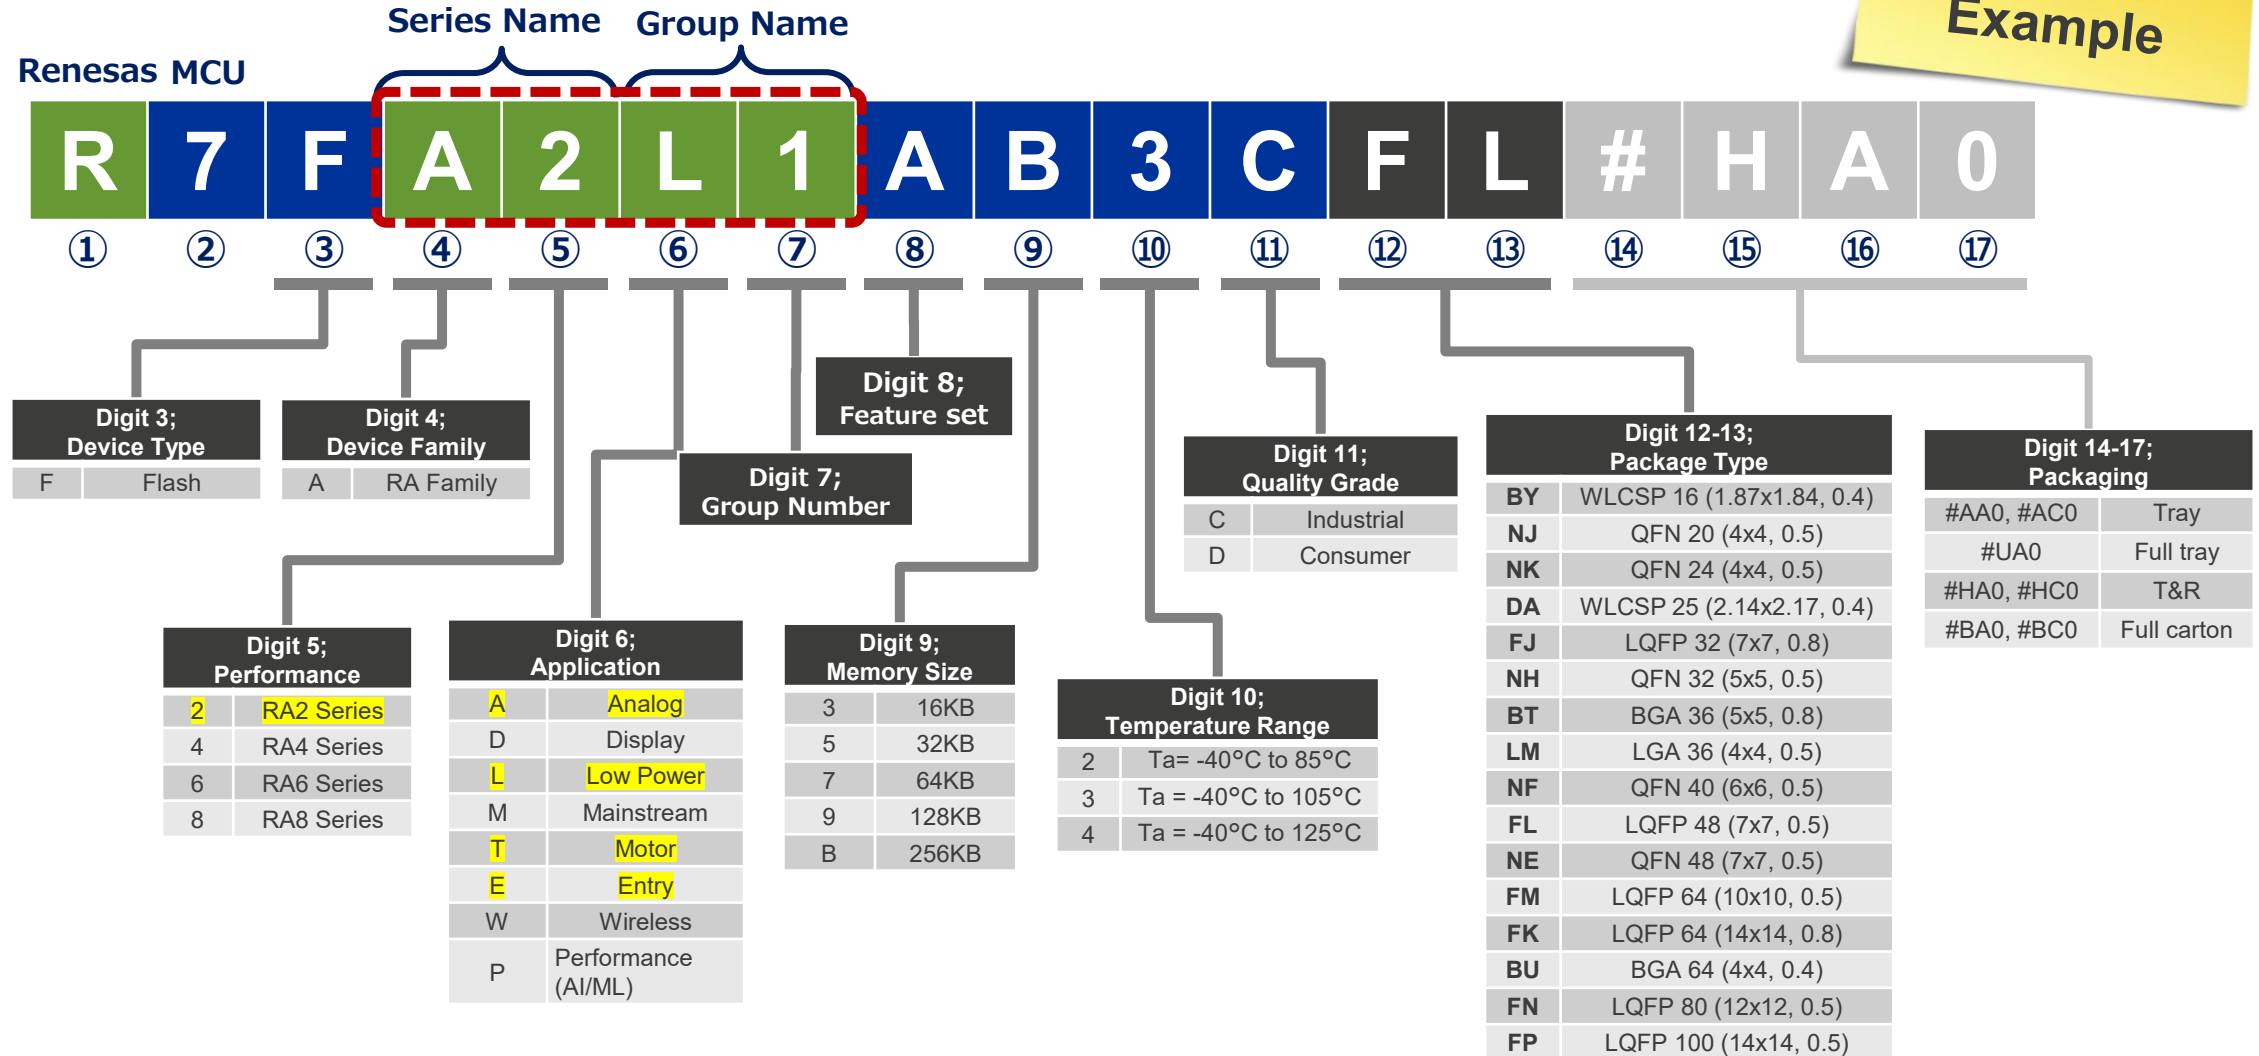 Example
Series Name Group Name
Renesas MCU
R 7 F A 2 L 1 A B 3 C F L # H A 0
① ② ③ ④ ⑤ ⑥ ⑦ ⑧ ⑨ ⑩ ⑪ ⑫ ⑬ ⑭ ⑮ ⑯ ⑰
Digit 3;
Device Type
F Flash
Digit 4;
Device Family
A RA Family
Digit 5;
Performance
2 RA2 Series
4 RA4 Series
6 RA6 Series
8 RA8 Series
Digit 6;
Application
A Analog
D Display
L Low Power
M Mainstream
T Motor
E Entry
W Wireless
P Performance
(AI/ML)
Digit 7;
Group Number
Digit 8;
Feature set
Digit 9;
Memory Size
3 16KB
5 32KB
7 64KB
9 128KB
B 256KB
Digit 10;
Temperature Range
2 Ta= -40°C to 85°C
3 Ta = -40°C to 105°C
4 Ta = -40°C to 125°C
Digit 11;
Quality Grade
C Industrial
D Consumer
Digit 12-13;
Package Type
BY WLCSP 16 (1.87x1.84, 0.4)
NJ QFN 20 (4x4, 0.5)
NK QFN 24 (4x4, 0.5)
DA WLCSP 25 (2.14x2.17, 0.4)
FJ LQFP 32 (7x7, 0.8)
NH QFN 32 (5x5, 0.5)
BT BGA 36 (5x5, 0.8)
LM LGA 36 (4x4, 0.5)
NF QFN 40 (6x6, 0.5)
FL LQFP 48 (7x7, 0.5)
NE QFN 48 (7x7, 0.5)
FM LQFP 64 (10x10, 0.5)
FK LQFP 64 (14x14, 0.8)
BU BGA 64 (4x4, 0.4)
FN LQFP 80 (12x12, 0.5)
FP LQFP 100 (14x14, 0.5)
Digit 14-17;
Packaging
#AA0, #AC0 Tray
#UA0 Full tray
#HA0, #HC0 T&R
#BA0, #BC0 Full carton